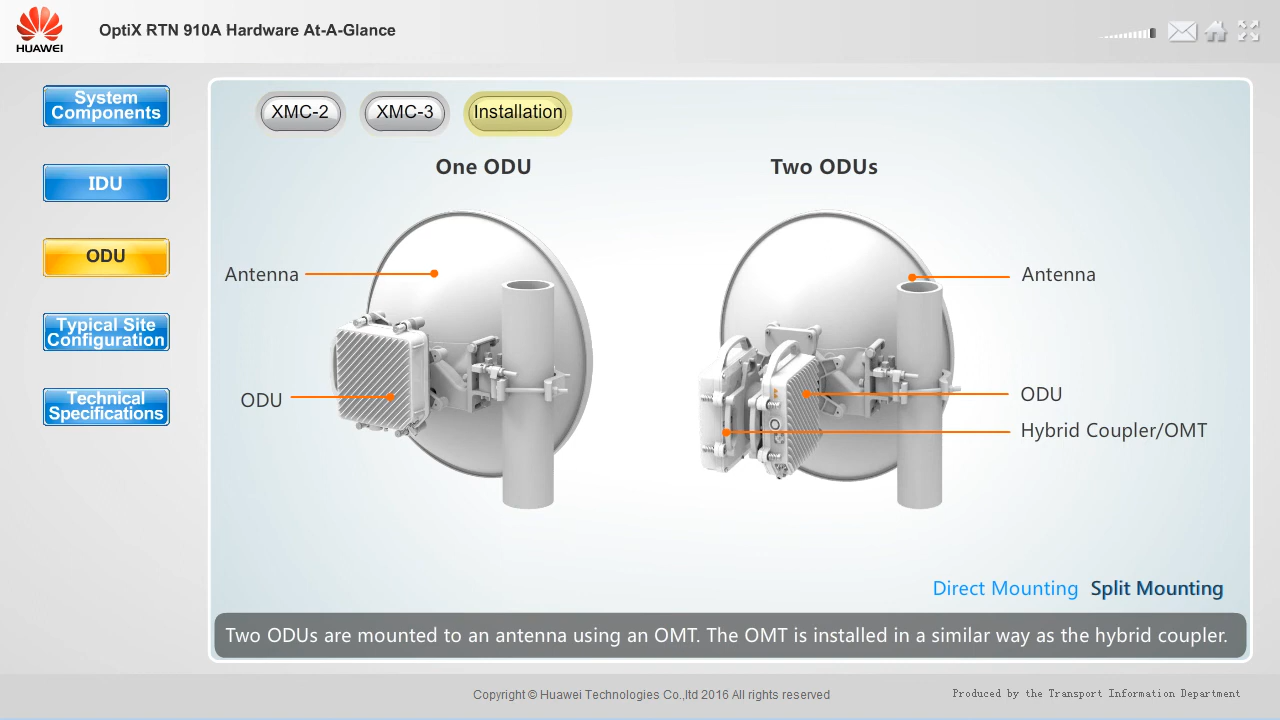 HUAWEI
OptiX RTN 910A Hardware At-A-Glance
System
Components
IDU
ODU
Typical Site
Configuration
Technical
Specifications
XMC-2
XMC-3
Installation
One ODU
Two ODUs
Antenna
ODU
Antenna
ODU
Hybrid Coupler/OMT
Direct Mounting
Split Mounting
Two ODUs are mounted to an antenna using an OMT. The OMT is installed in a similar way as the hybrid coupler.
Copyright © Huawei Technologies Co.,ltd 2016 All rights reserved
Produced by the Transport Information Department